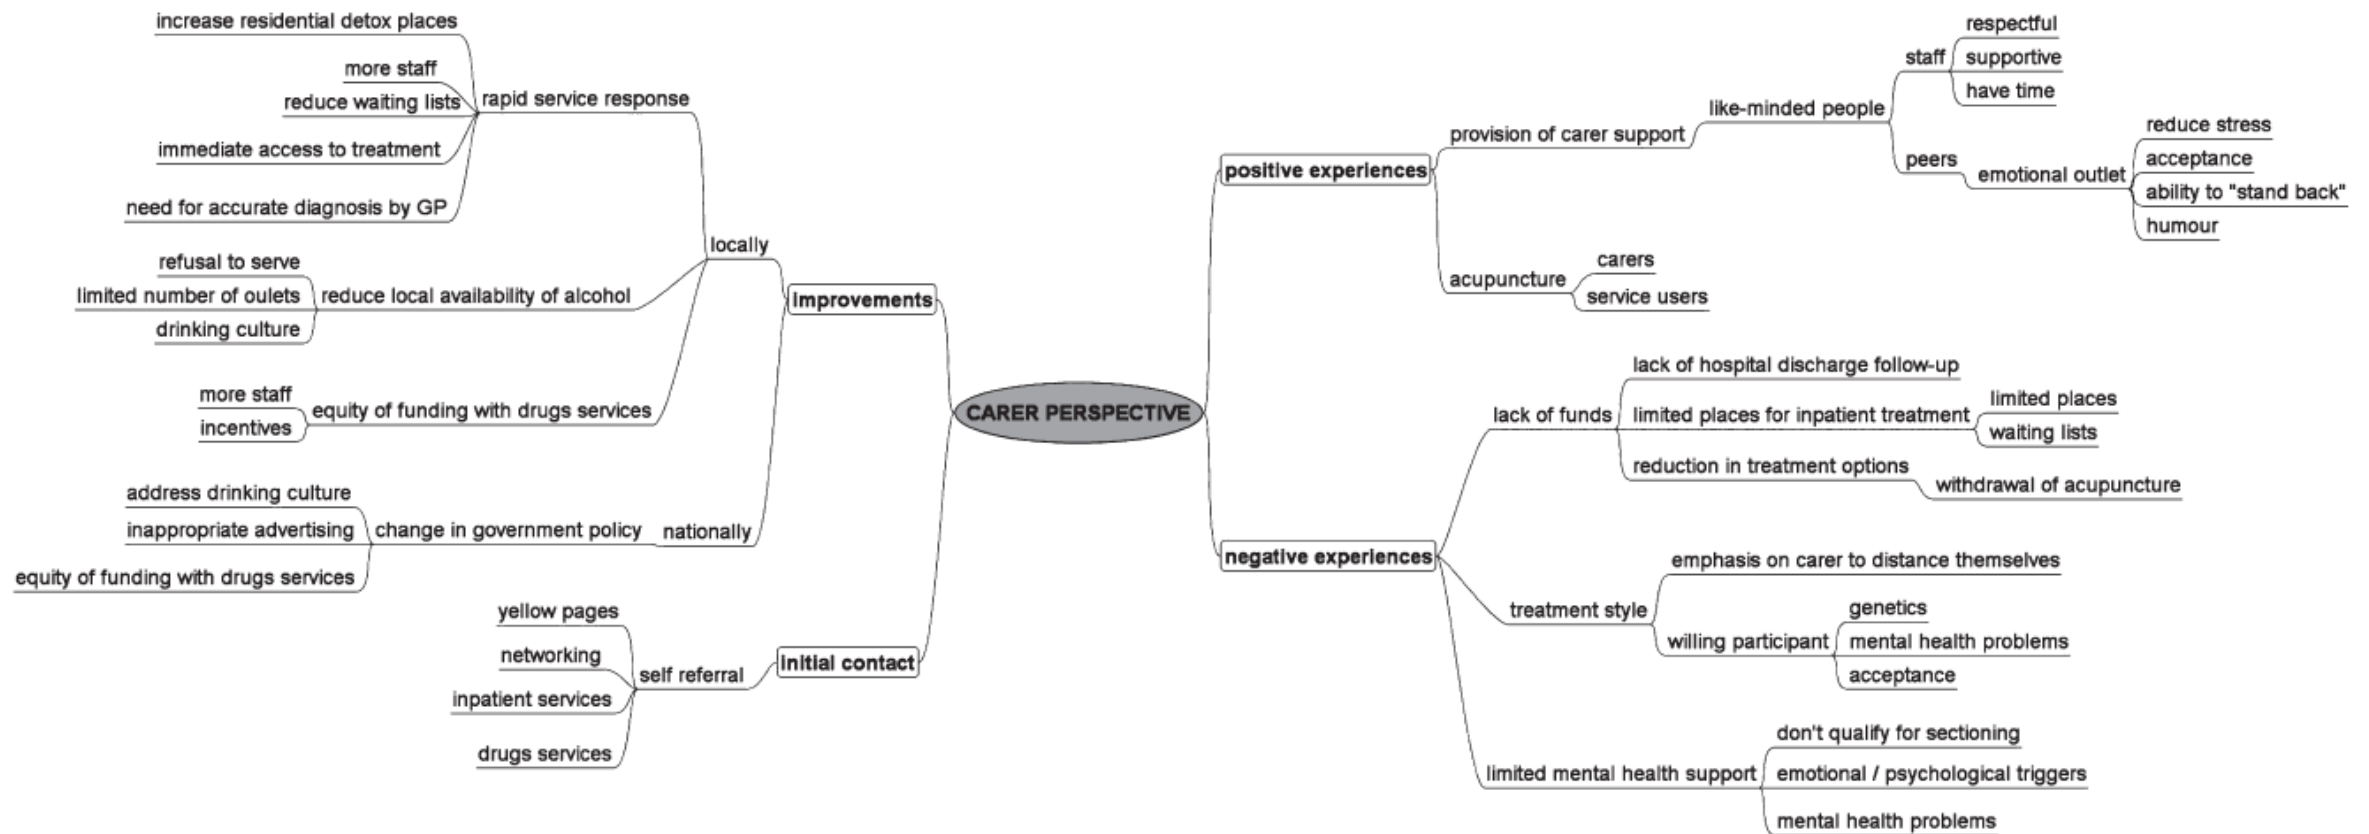 increase residential detox places
more staff
reduce waiting lists
immediate access to treatment
need for accurate diagnosis by GP
rapid service response
refusal to serve
limited number of oulets
drinking culture
reduce local availability of alcohol
more staff
incentives
equity of funding with drugs services
locally
address drinking culture
inappropriate advertising
equity of funding with drugs services
change in government policy
nationally
improvements
yellow pages
networking
inpatient services
drugs services
self referral
initial contact
CARER PERSPECTIVE
positive experiences
provision of carer support
like-minded people
staff
respectful
supportive
have time
peers
emotional outlet
reduce stress
acceptance
ability to "stand back"
humour
acupuncture
carers
service users
negative experiences
lack of funds
lack of hospital discharge follow-up
limited places for inpatient treatment
limited places
waiting lists
reduction in treatment options
withdrawal of acupuncture
treatment style
emphasis on carer to distance themselves
willing participant
genetics
mental health problems
acceptance
limited mental health support
don't qualify for sectioning
emotional / psychological triggers
mental health problems